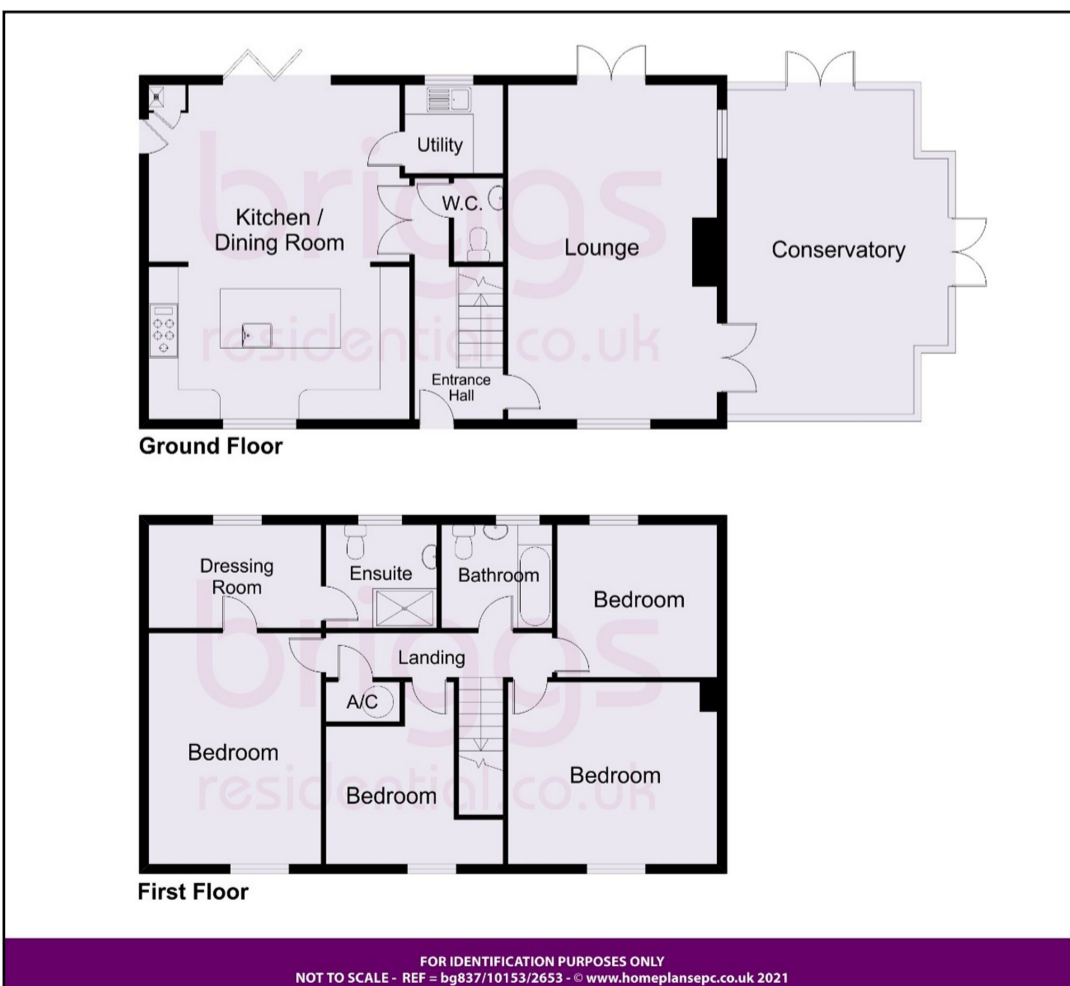 Kitchen /
Dining Room
Utility
W.C.
Lounge
Conservatory
Entrance
Hall
briggs
residential.co.uk
Ground Floor
Dressing
Room
Ensuite
Bathroom
Bedroom
Landing
A/C
Bedroom
Bedroom
Bedroom
briggs
residential.co.uk
First Floor
FOR IDENTIFICATION PURPOSES ONLY
NOT TO SCALE - REF = bg837/10153/2653 - © www.homeplansepc.co.uk 2021